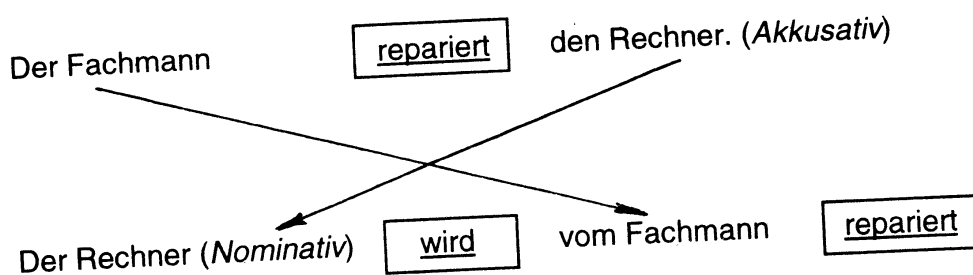 Der Fachmann repariert den Rechner. (Akkusativ)
Der Rechner (Nominativ) wird vom Fachmann repariert